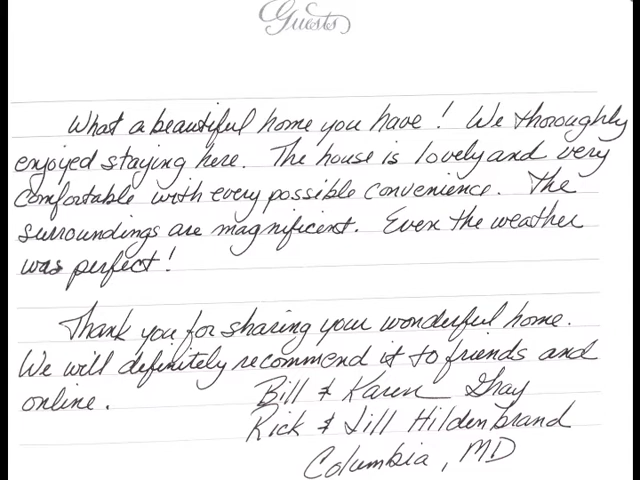 Guests
What a beautiful home you have! We thoroughly
enjoyed staying here. The house is lovely and very
comfortable with every possible convenience. The
surroundings are magnificent. Even the weather
was perfect!
Thank you for sharing your wonderful home.
We will definitely recommend it to friends and
online.
Bill & Karen
Rick & Jill Hildenbrand
Columbia, MD